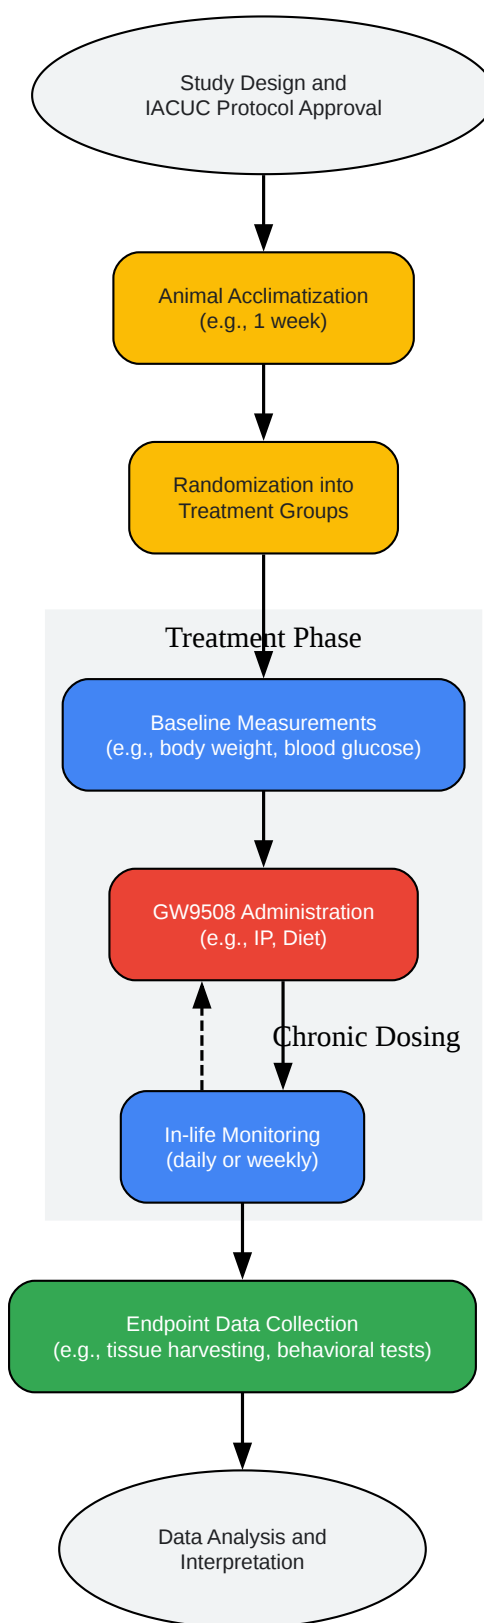 Study Design and
IACUC Protocol Approval
Animal Acclimatization
(e.g., 1 week)
Randomization into
Treatment Groups
Treatment Phase
Baseline Measurements
(e.g., body weight, blood glucose)
GW9508 Administration
(e.g., IP, Diet)
Chronic Dosing
In-life Monitoring
(daily or weekly)
Endpoint Data Collection
(e.g., tissue harvesting, behavioral tests)
Data Analysis and
Interpretation